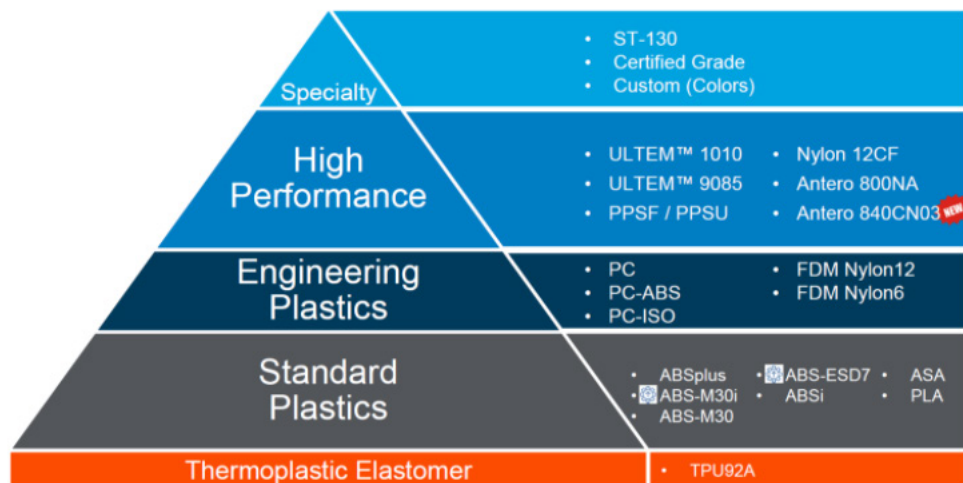 Specialty
• ST-130
• Certified Grade
• Custom (Colors)
High
Performance
• ULTEM™ 1010
• ULTEM™ 9085
• PPSF / PPSU
• Nylon 12CF
• Antero 800NA
• Antero 840CN03 NEW
Engineering
Plastics
• PC
• PC-ABS
• PC-ISO
• FDM Nylon12
• FDM Nylon6
Standard
Plastics
• ABSplus
• ABS-M30i
• ABS-M30
• ABS-ESD7
• ABSi
• ASA
• PLA
Thermoplastic Elastomer
• TPU92A